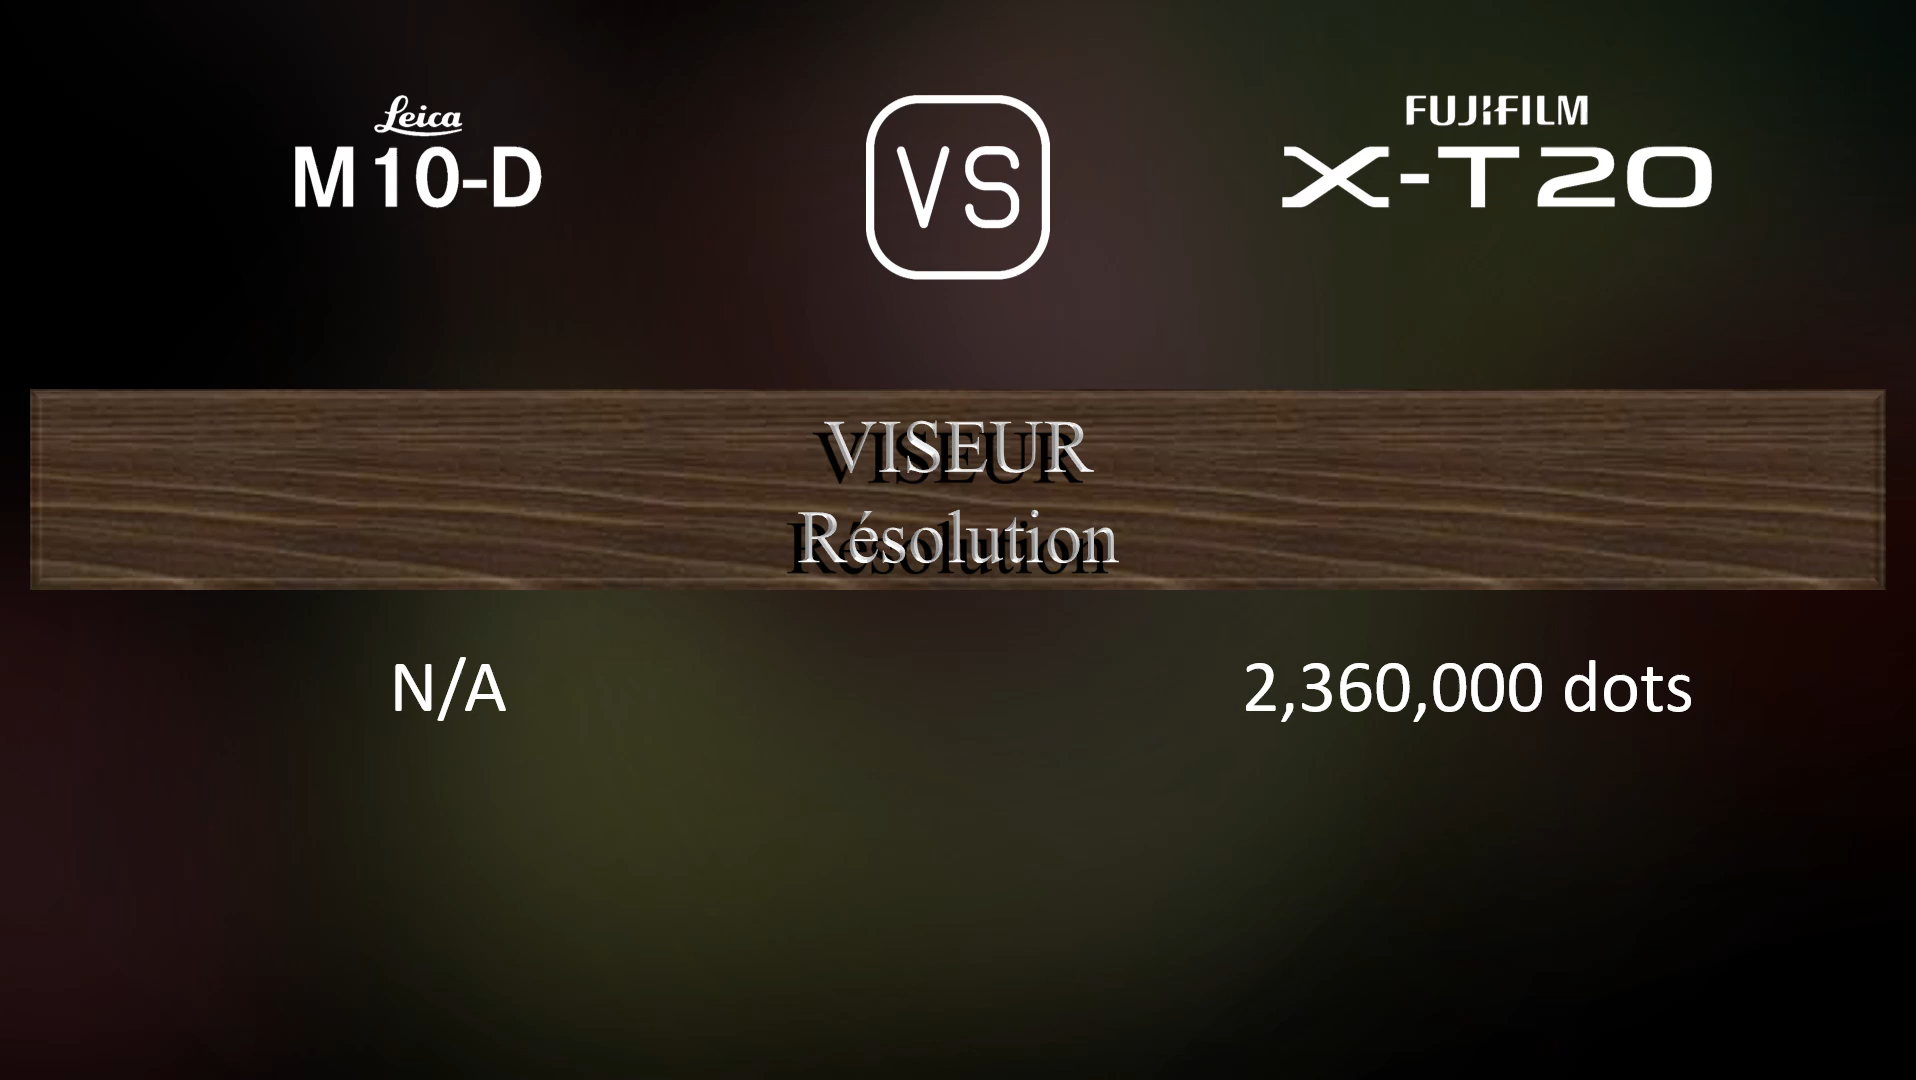 Leica
M10-D
VS
FUJIFILM
X-T20
VISEUR
Résolution
N/A
2,360,000 dots